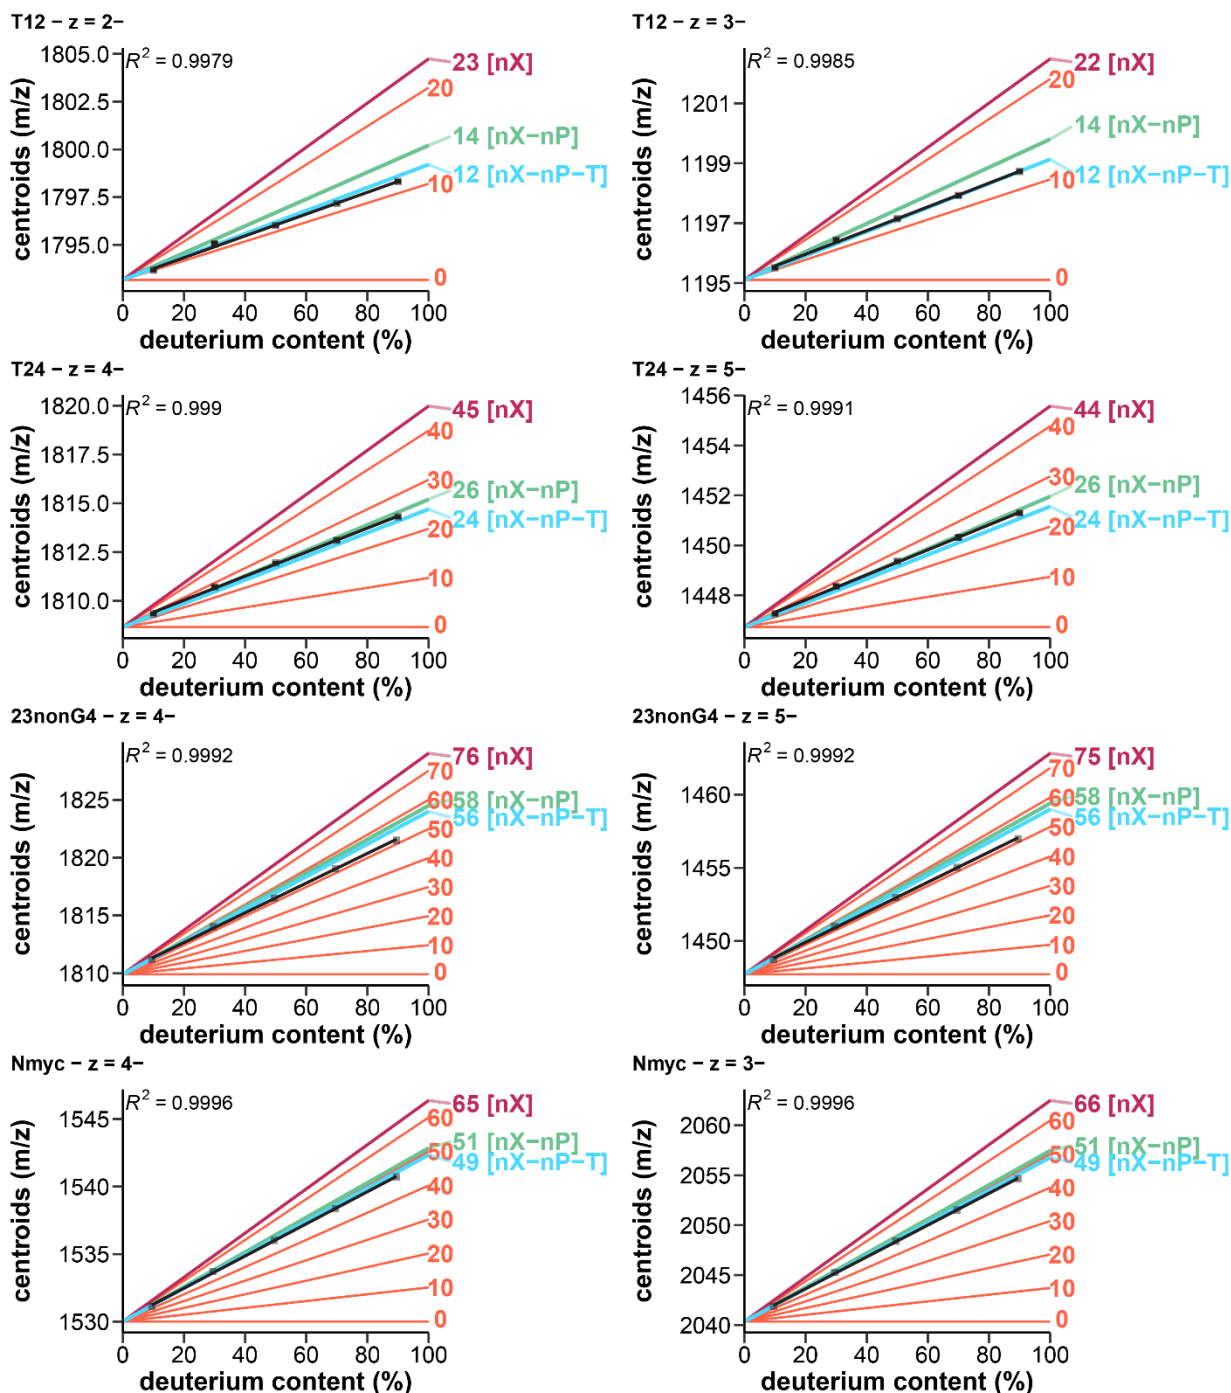 T12 − z = 2−
R² = 0.9979
centroids (m/z)
1805.0
1802.5
1800.0
1797.5
1795.0
23 [nX]
20
14 [nX−nP]
12 [nX−nP−T]
10
0
0 20 40 60 80 100
deuterium content (%)
T12 − z = 3−
R² = 0.9985
centroids (m/z)
1201
1199
1197
1195
22 [nX]
20
14 [nX−nP]
12 [nX−nP−T]
10
0
0 20 40 60 80 100
deuterium content (%)
T24 − z = 4−
R² = 0.999
centroids (m/z)
1820.0
1817.5
1815.0
1812.5
1810.0
45 [nX]
40
30
26 [nX−nP]
24 [nX−nP−T]
20
10
0
0 20 40 60 80 100
deuterium content (%)
T24 − z = 5−
R² = 0.9991
centroids (m/z)
1456
1454
1452
1450
1448
44 [nX]
40
30
26 [nX−nP]
24 [nX−nP−T]
20
10
0
0 20 40 60 80 100
deuterium content (%)
23nonG4 − z = 4−
R² = 0.9992
centroids (m/z)
1825
1820
1815
1810
76 [nX]
70
60
58 [nX−nP]
56 [nX−nP−T]
50
40
30
20
10
0
0 20 40 60 80 100
deuterium content (%)
23nonG4 − z = 5−
R² = 0.9992
centroids (m/z)
1460
1455
1450
75 [nX]
70
60
58 [nX−nP]
56 [nX−nP−T]
50
40
30
20
10
0
0 20 40 60 80 100
deuterium content (%)
Nmyc − z = 4−
R² = 0.9996
centroids (m/z)
1545
1540
1535
1530
65 [nX]
60
51 [nX−nP]
50
49 [nX−nP−T]
40
30
20
10
0
0 20 40 60 80 100
deuterium content (%)
Nmyc − z = 3−
R² = 0.9996
centroids (m/z)
2060
2055
2050
2045
2040
66 [nX]
60
51 [nX−nP]
50
49 [nX−nP−T]
40
30
20
10
0
0 20 40 60 80 100
deuterium content (%)